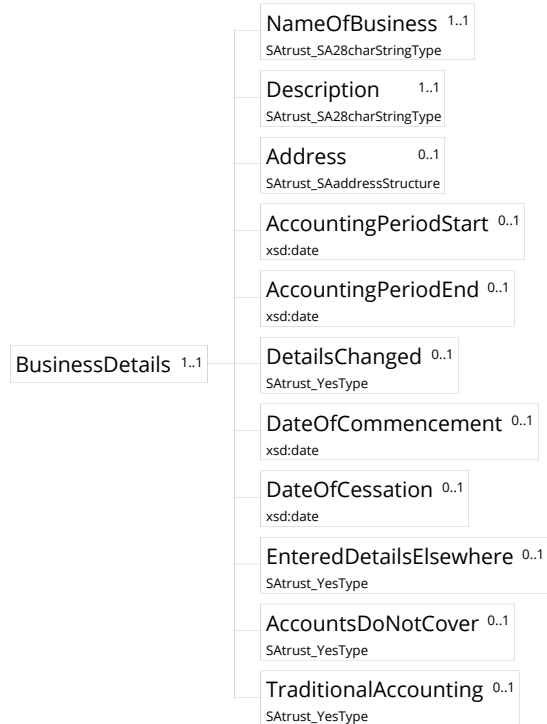 NameOfBusiness 1..1
SAtrust_SA28charStringType
Description 1..1
SAtrust_SA28charStringType
Address 0..1
SAtrust_SAaddressStructure
AccountingPeriodStart 0..1
xsd:date
AccountingPeriodEnd 0..1
xsd:date
BusinessDetails 1..1
DetailsChanged 0..1
SAtrust_YesType
DateOfCommencement 0..1
xsd:date
DateOfCessation 0..1
xsd:date
EnteredDetailsElsewhere 0..1
SAtrust_YesType
AccountsDoNotCover 0..1
SAtrust_YesType
TraditionalAccounting 0..1
SAtrust_YesType